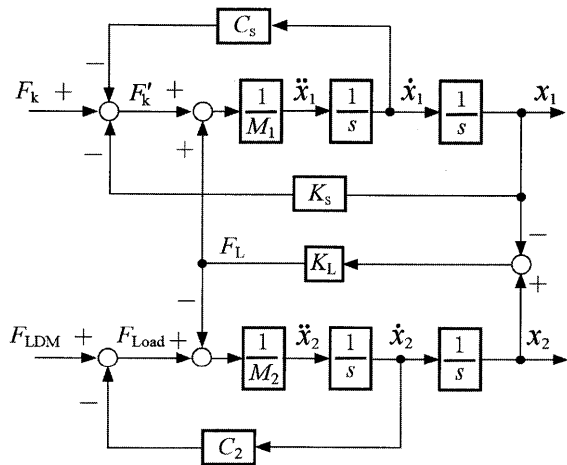 C_s
−
F_k + F'_k + 1/M_1 ẍ_1 1/s ẋ_1 1/s x_1
− +
K_s
−
F_L K_L
+
−
F_LDM + F_Load + 1/M_2 ẍ_2 1/s ẋ_2 1/s x_2
−
C_2